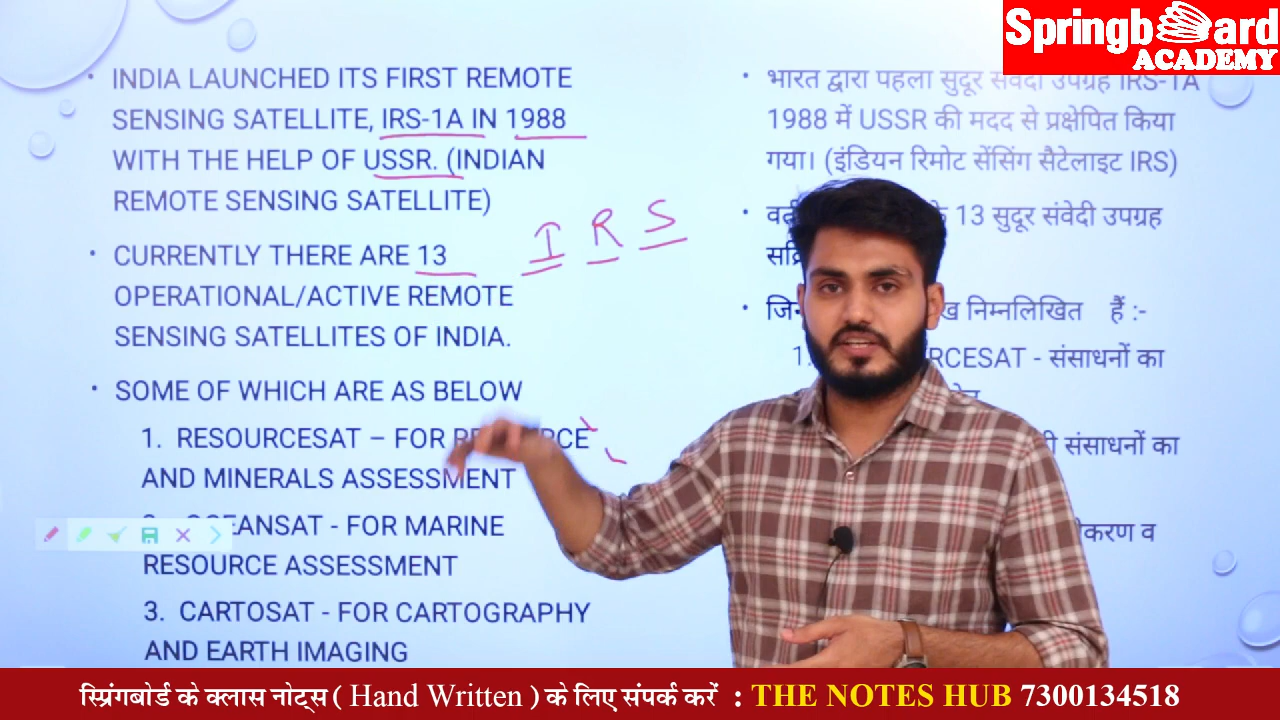 Springboard
ACADEMY
• INDIA LAUNCHED ITS FIRST REMOTE
SENSING SATELLITE, IRS-1A IN 1988
WITH THE HELP OF USSR. (INDIAN
REMOTE SENSING SATELLITE)
• CURRENTLY THERE ARE 13
OPERATIONAL/ACTIVE REMOTE
SENSING SATELLITES OF INDIA.
• SOME OF WHICH ARE AS BELOW
1. RESOURCESAT – FOR
AND MINERALS ASSESSMENT
- FOR MARINE
RESOURCE ASSESSMENT
3. CARTOSAT - FOR CARTOGRAPHY
AND EARTH IMAGING
I R S
• भारत द्वारा पहला सुदूर संवेदी उपग्रह IRS-1A
1988 में USSR की मदद से प्रक्षेपित किया
गया। (इंडियन रिमोट सेंसिंग सैटेलाइट IRS)
• 13 सुदूर संवेदी उपग्रह
• निम्नलिखित हैं :-
1. - संसाधनों का
संसाधनों का
व
स्प्रिंगबोर्ड के क्लास नोट्स ( Hand Written ) के लिए संपर्क करें : THE NOTES HUB 7300134518